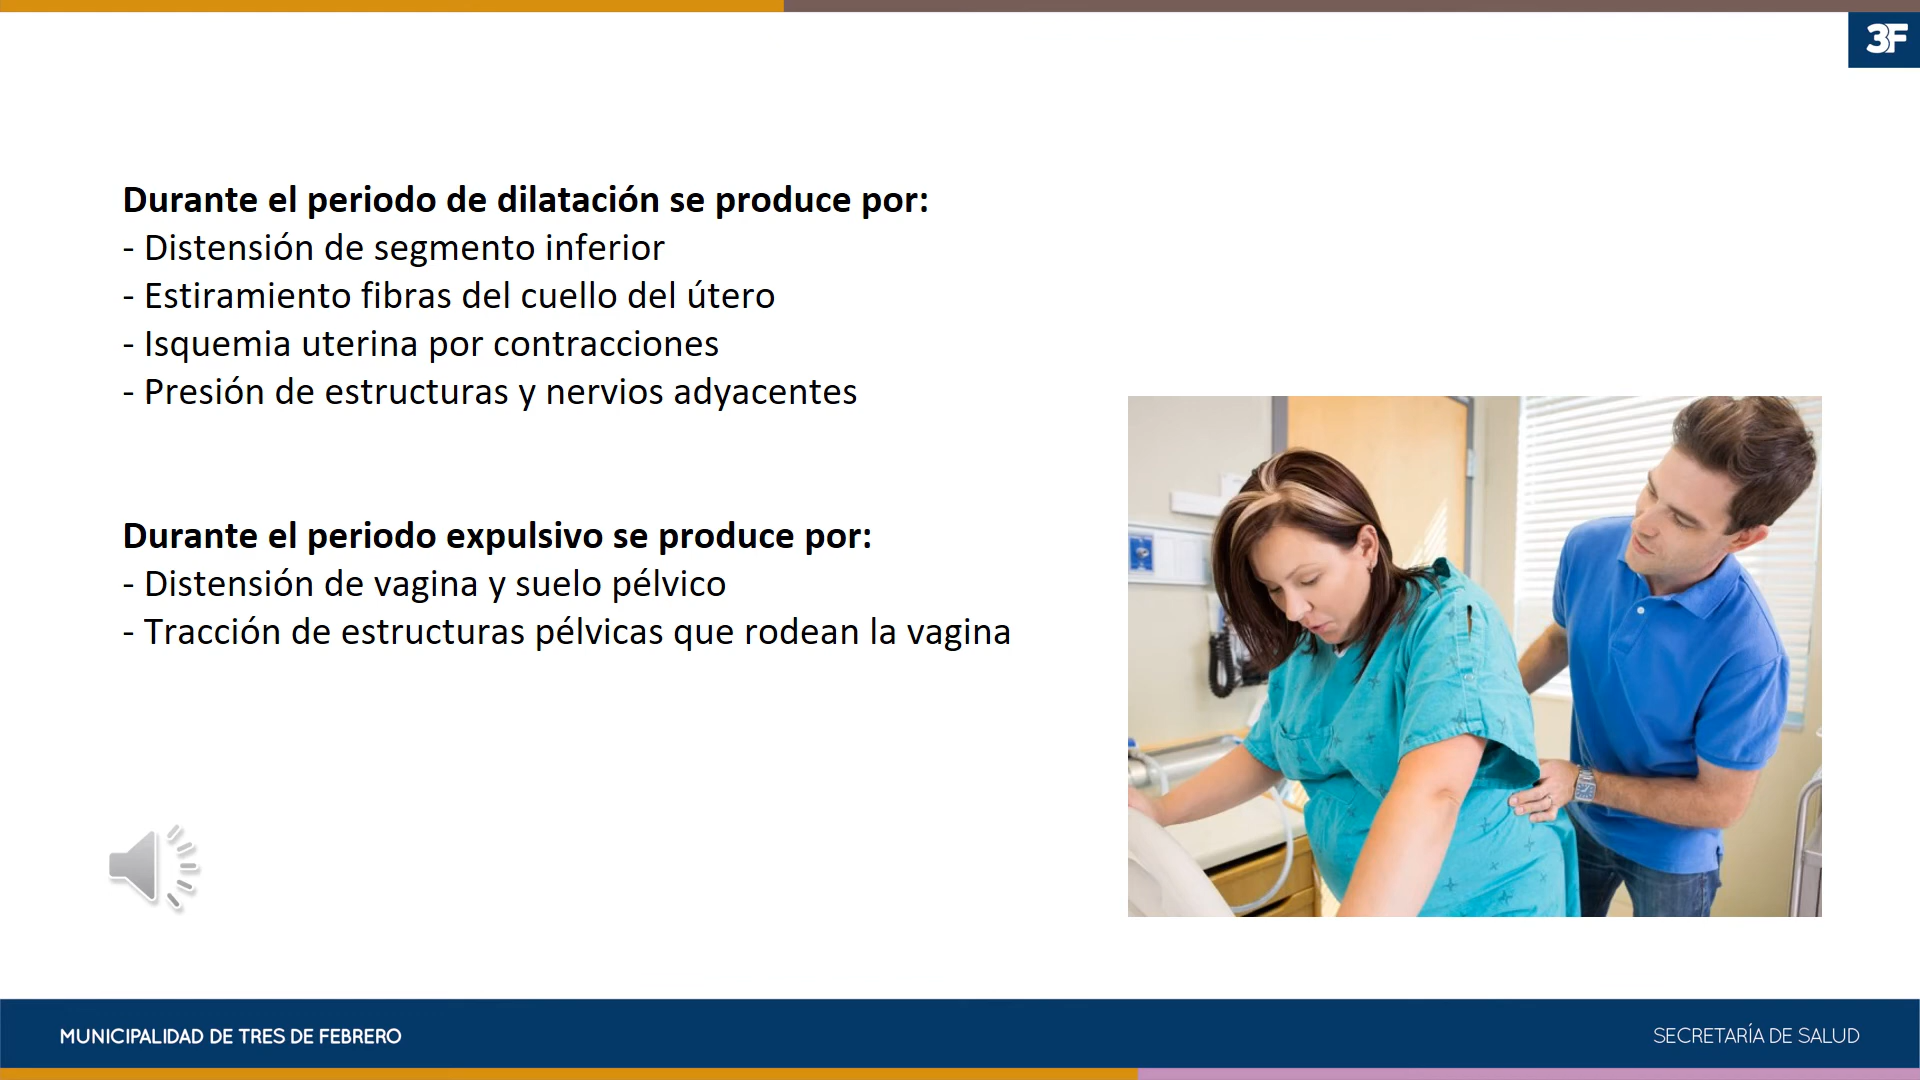 3F
Durante el periodo de dilatación se produce por:
- Distensión de segmento inferior
- Estiramiento fibras del cuello del útero
- Isquemia uterina por contracciones
- Presión de estructuras y nervios adyacentes
Durante el periodo expulsivo se produce por:
- Distensión de vagina y suelo pélvico
- Tracción de estructuras pélvicas que rodean la vagina
MUNICIPALIDAD DE TRES DE FEBRERO
SECRETARÍA DE SALUD